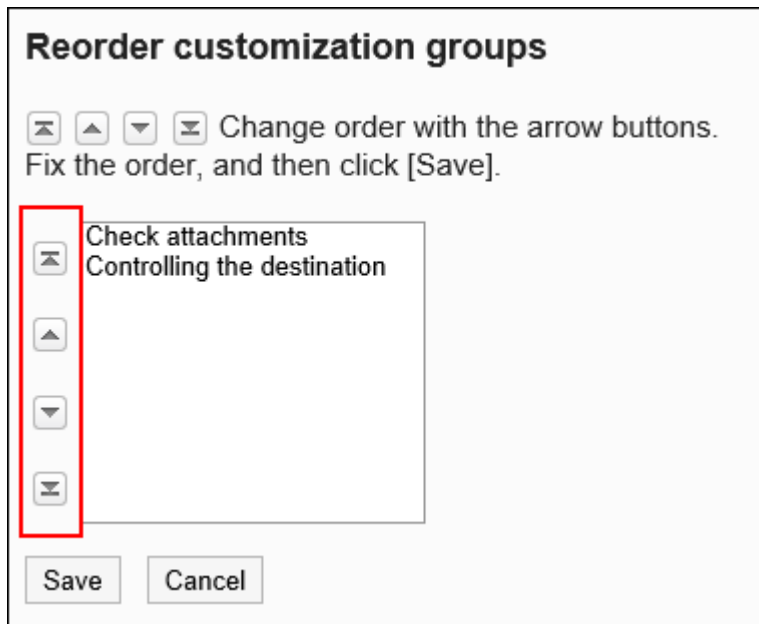 Reorder customization groups
Change order with the arrow buttons.
Fix the order, and then click [Save].
Check attachments
Controlling the destination
Save
Cancel